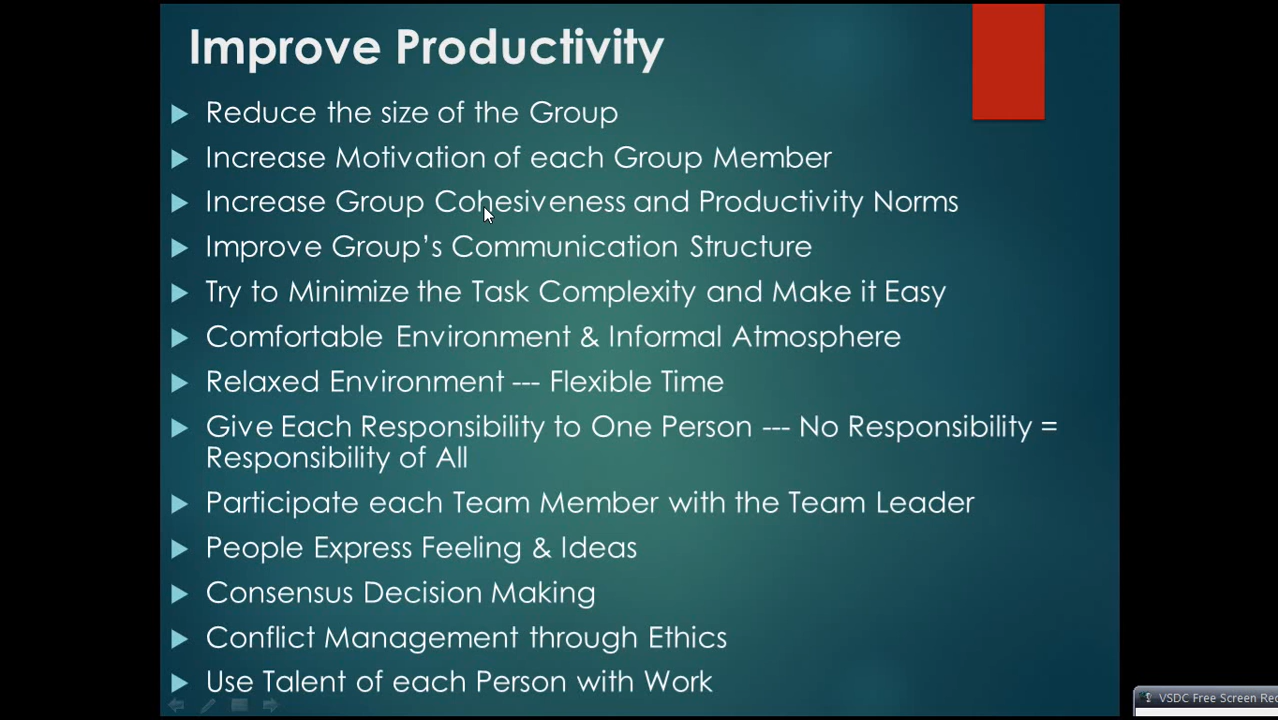 Improve Productivity
Reduce the size of the Group
Increase Motivation of each Group Member
Increase Group Cohesiveness and Productivity Norms
Improve Group’s Communication Structure
Try to Minimize the Task Complexity and Make it Easy
Comfortable Environment & Informal Atmosphere
Relaxed Environment --- Flexible Time
Give Each Responsibility to One Person --- No Responsibility =
Responsibility of All
Participate each Team Member with the Team Leader
People Express Feeling & Ideas
Consensus Decision Making
Conflict Management through Ethics
Use Talent of each Person with Work
VSDC Free Screen Rec